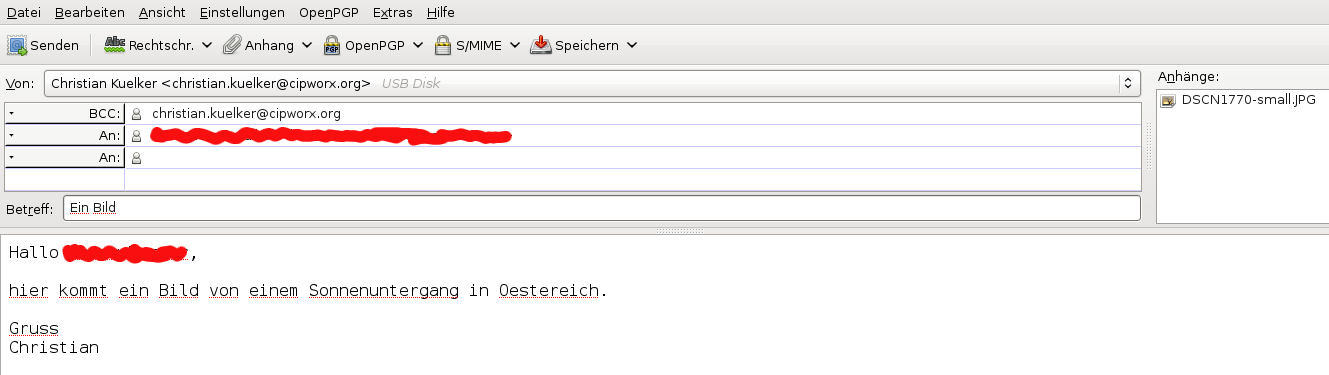 Datei Bearbeiten Ansicht Einstellungen OpenPGP Extras Hilfe
Senden Rechtschr. Anhang OpenPGP S/MIME Speichern
Von: Christian Kuelker <christian.kuelker@cipworx.org> USB Disk
Anhänge:
BCC: christian.kuelker@cipworx.org
DSCN1770-small.JPG
An:
An:
Betreff: Ein Bild
Hallo ,
hier kommt ein Bild von einem Sonnenuntergang in Oestereich.
Gruss
Christian